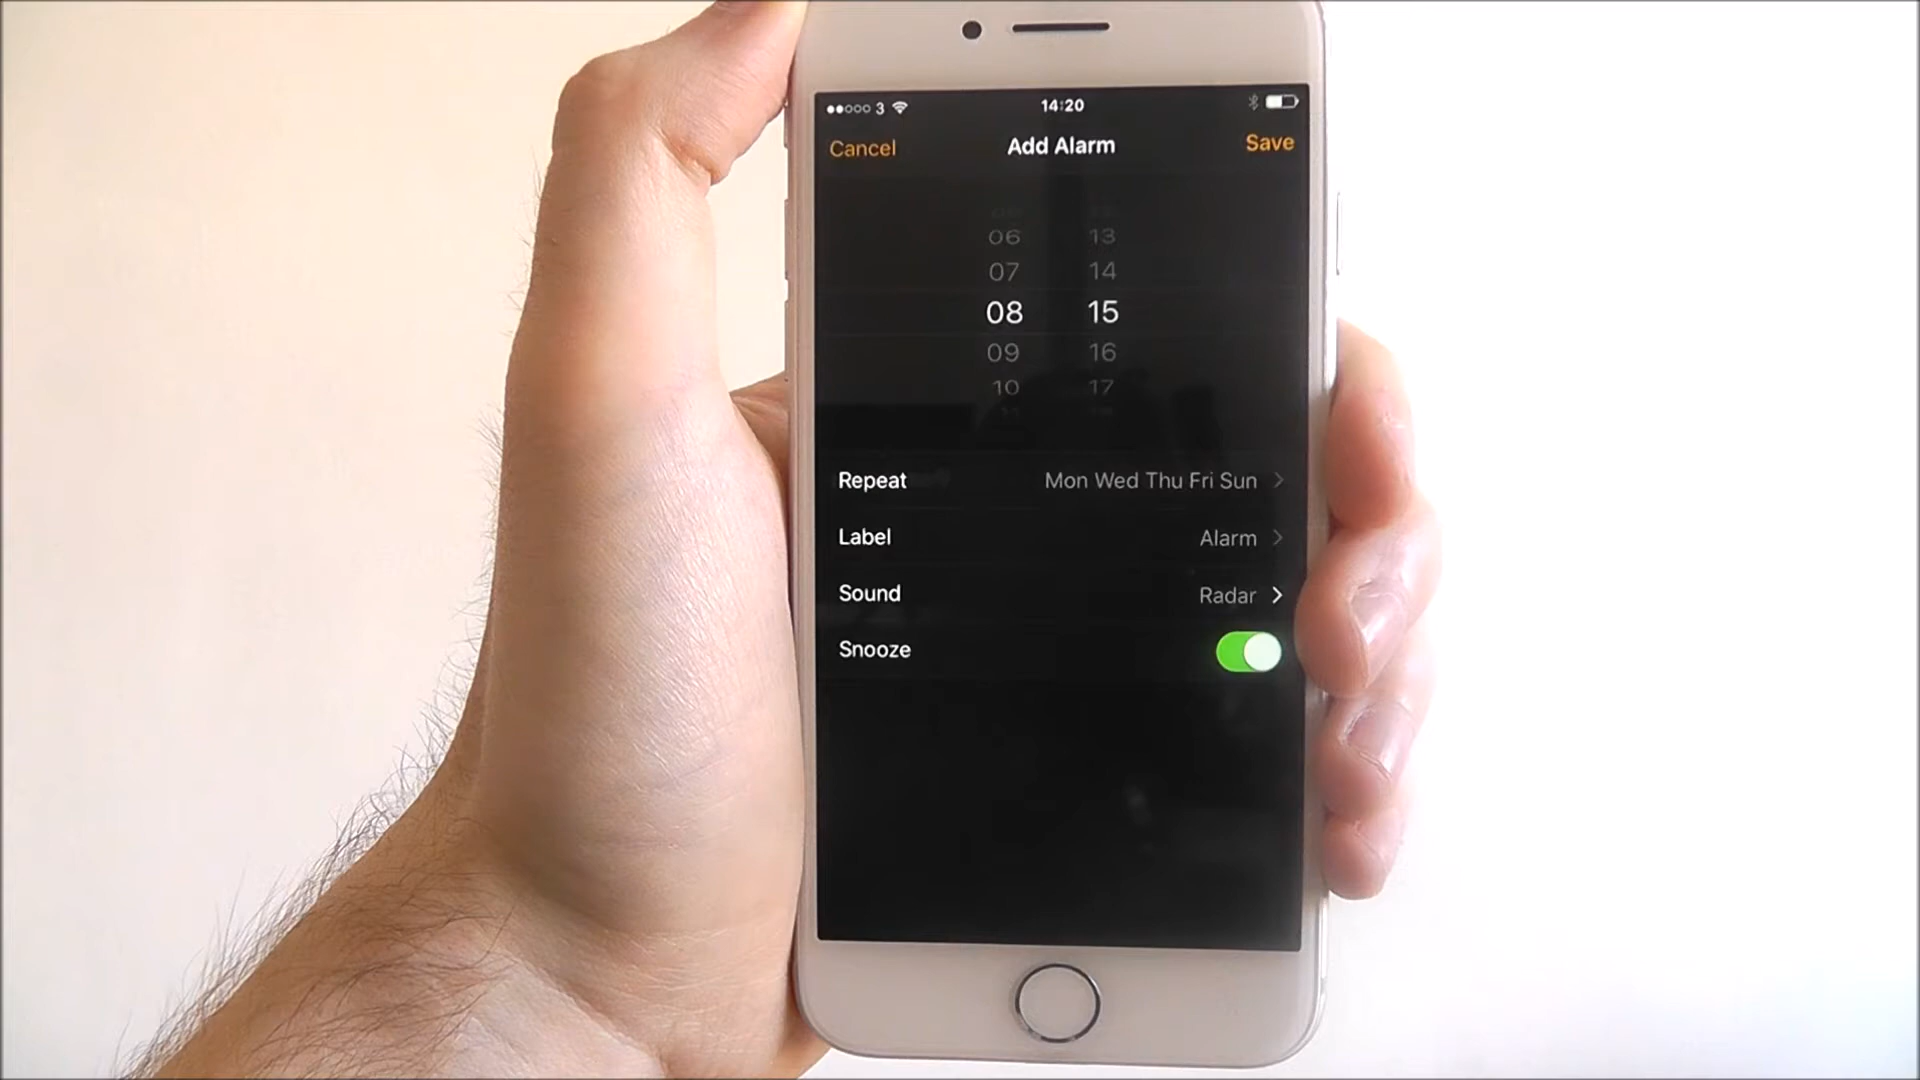 3 14:20
Cancel Add Alarm Save
06 13
07 14
08 15
09 16
10 17
Repeat Mon Wed Thu Fri Sun
Label Alarm
Sound Radar
Snooze